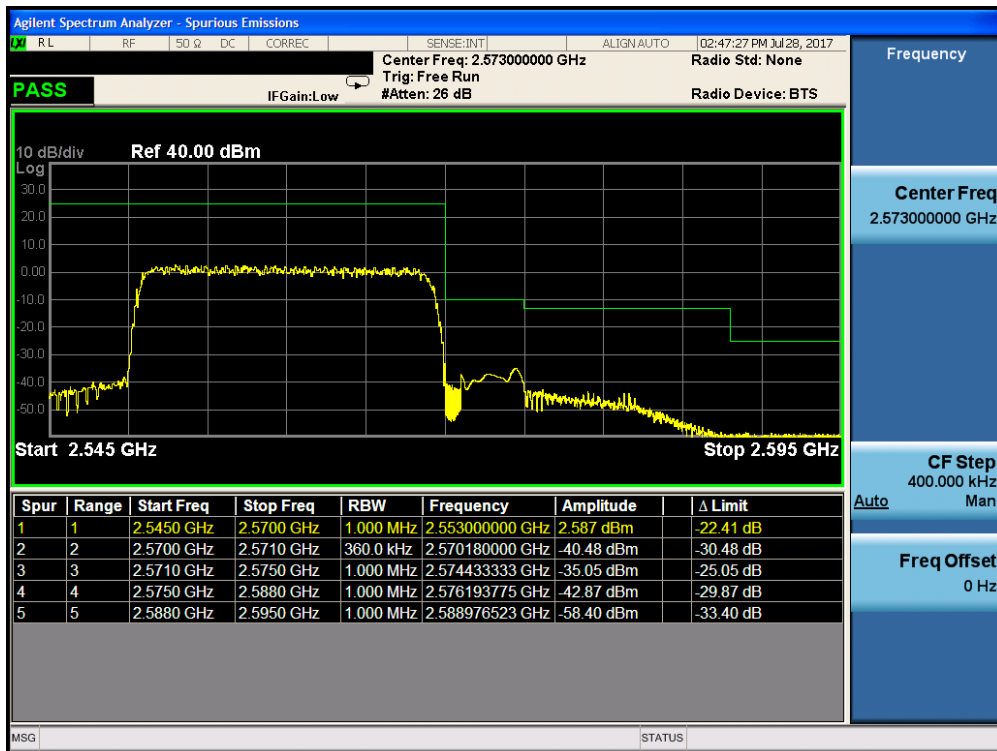 Agilent Spectrum Analyzer - Spurious Emissions
LXI RL RF 50 Ω DC CORREC SENSE:INT ALIGN AUTO 02:47:27 PM Jul 28, 2017
Center Freq: 2.573000000 GHz Radio Std: None
Trig: Free Run
PASS IFGain:Low #Atten: 26 dB Radio Device: BTS
10 dB/div Ref 40.00 dBm
Log
30.0
20.0
10.0
0.00
-10.0
-20.0
-30.0
-40.0
-50.0
Start 2.545 GHz Stop 2.595 GHz
Spur Range Start Freq Stop Freq RBW Frequency Amplitude Δ Limit
1 1 2.5450 GHz 2.5700 GHz 1.000 MHz 2.553000000 GHz 2.587 dBm -22.41 dB
2 2 2.5700 GHz 2.5710 GHz 360.0 kHz 2.570180000 GHz -40.48 dBm -30.48 dB
3 3 2.5710 GHz 2.5750 GHz 1.000 MHz 2.574433333 GHz -35.05 dBm -25.05 dB
4 4 2.5750 GHz 2.5880 GHz 1.000 MHz 2.576193775 GHz -42.87 dBm -29.87 dB
5 5 2.5880 GHz 2.5950 GHz 1.000 MHz 2.588976523 GHz -58.40 dBm -33.40 dB
MSG STATUS
Frequency
Center Freq
2.573000000 GHz
CF Step
400.000 kHz
Auto Man
Freq Offset
0 Hz